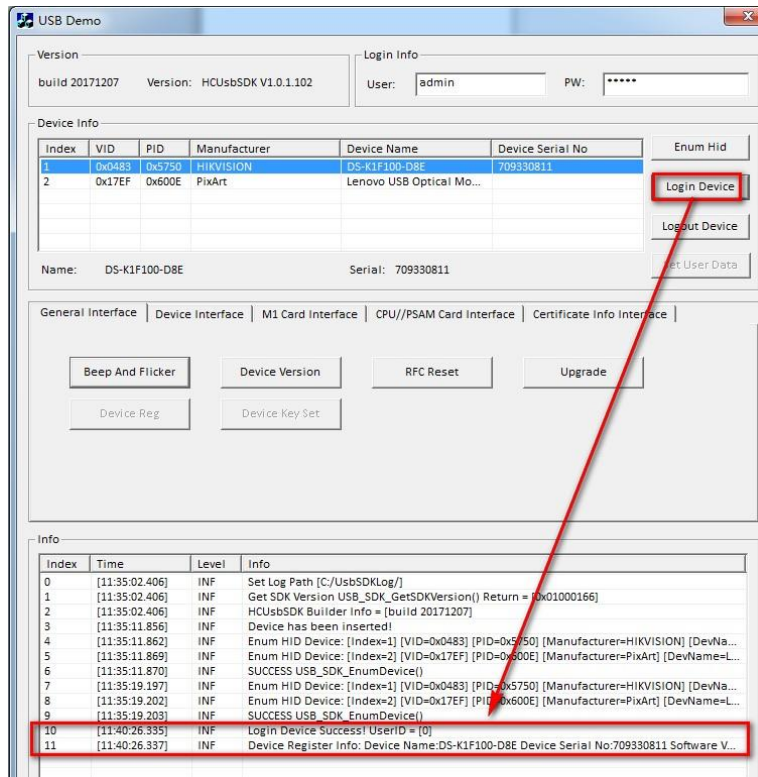 USB Demo
Version
Login Info
build 20171207 Version: HCUsbSDK V1.0.1.102 User: admin PW: •••••
Device Info
Index VID PID Manufacturer Device Name Device Serial No
1 0x0483 0x5750 HIKVISION DS-K1F100-D8E 709330811
2 0x17EF 0x600E PixArt Lenovo USB Optical Mo...
Enum Hid
Login Device
Logout Device
Name: DS-K1F100-D8E Serial: 709330811
User Data
General Interface Device Interface M1 Card Interface CPU//PSAM Card Interface Certificate Info Interface
Beep And Flicker Device Version RFC Reset Upgrade
Device Reg Device Key Set
Info
Index Time Level Info
0 [11:35:02.406] INF Set Log Path [C:/UsbSDKLog/]
1 [11:35:02.406] INF Get SDK Version USB_SDK_GetSDKVersion() Return = [0x01000166]
2 [11:35:02.406] INF HCUsbSDK Builder Info = [build 20171207]
3 [11:35:11.856] INF Device has been inserted!
4 [11:35:11.862] INF Enum HID Device: [Index=1] [VID=0x0483] [PID=0x5750] [Manufacturer=HIKVISION] [DevNa...
5 [11:35:11.869] INF Enum HID Device: [Index=2] [VID=0x17EF] [PID=0x600E] [Manufacturer=PixArt] [DevName=L...
6 [11:35:11.870] INF SUCCESS USB_SDK_EnumDevice()
7 [11:35:19.197] INF Enum HID Device: [Index=1] [VID=0x0483] [PID=0x5750] [Manufacturer=HIKVISION] [DevNa...
8 [11:35:19.202] INF Enum HID Device: [Index=2] [VID=0x17EF] [PID=0x600E] [Manufacturer=PixArt] [DevName=L...
9 [11:35:19.203] INF SUCCESS USB_SDK_EnumDevice()
10 [11:40:26.335] INF Login Device Success! UserID = [0]
11 [11:40:26.337] INF Device Register Info: Device Name:DS-K1F100-D8E Device Serial No:709330811 Software V...